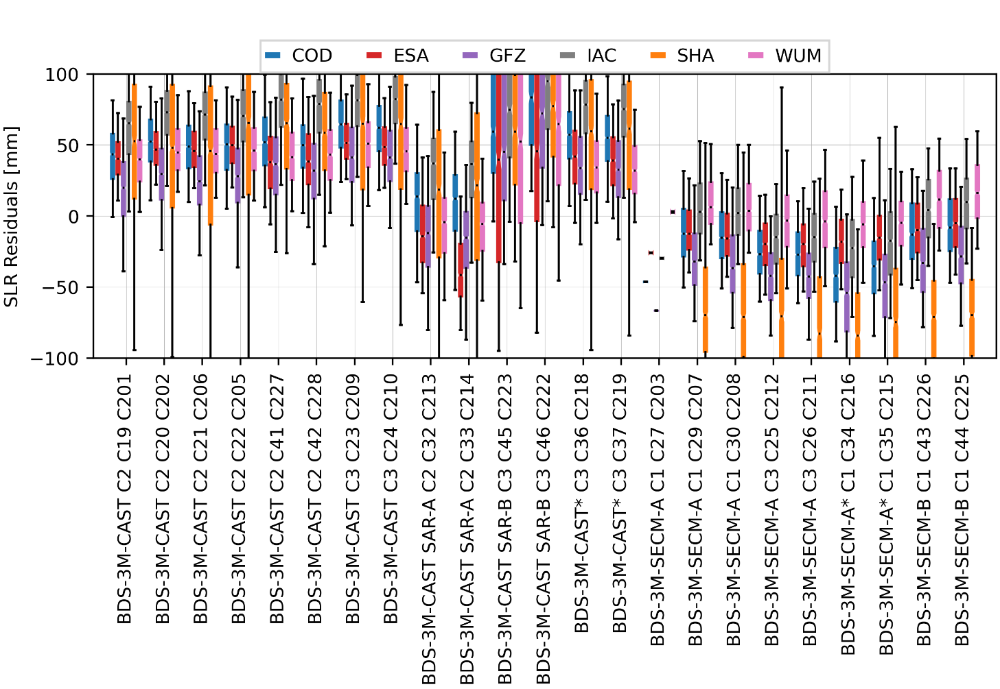 COD ESA GFZ IAC SHA WUM
SLR Residuals [mm]
100
50
0
−50
−100
BDS-3M-CAST C2 C19 C201
BDS-3M-CAST C2 C20 C202
BDS-3M-CAST C2 C21 C206
BDS-3M-CAST C2 C22 C205
BDS-3M-CAST C2 C41 C227
BDS-3M-CAST C2 C42 C228
BDS-3M-CAST C3 C23 C209
BDS-3M-CAST C3 C24 C210
BDS-3M-CAST SAR-A C2 C32 C213
BDS-3M-CAST SAR-A C2 C33 C214
BDS-3M-CAST SAR-B C3 C45 C223
BDS-3M-CAST SAR-B C3 C46 C222
BDS-3M-CAST* C3 C36 C218
BDS-3M-CAST* C3 C37 C219
BDS-3M-SECM-A C1 C27 C203
BDS-3M-SECM-A C1 C29 C207
BDS-3M-SECM-A C1 C30 C208
BDS-3M-SECM-A C3 C25 C212
BDS-3M-SECM-A C3 C26 C211
BDS-3M-SECM-A* C1 C34 C216
BDS-3M-SECM-A* C1 C35 C215
BDS-3M-SECM-B C1 C43 C226
BDS-3M-SECM-B C1 C44 C225